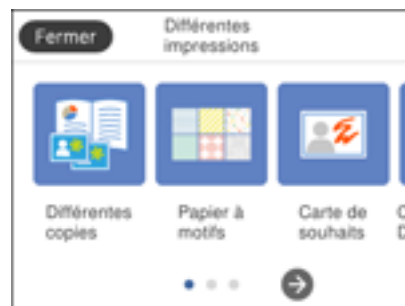 Fermer
Différentes
impressions
Différentes
copies
Papier à
motifs
Carte de
souhaits